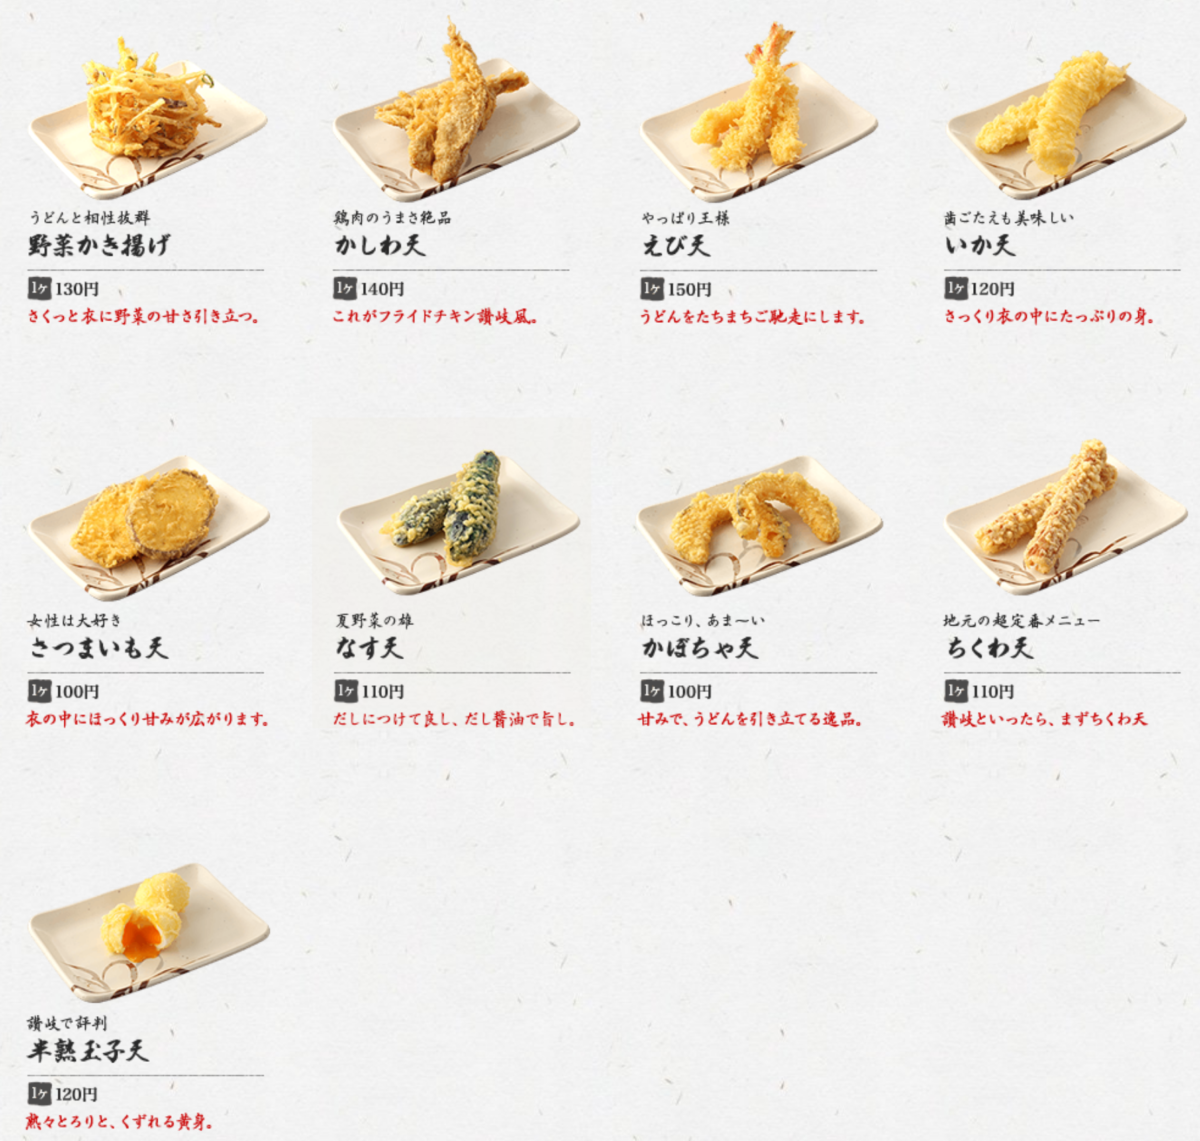 うどんと相性抜群
野菜かき揚げ
1ヶ 130円
さくっと衣に野菜の甘さ引き立つ。
鶏肉のうまさ絶品
かしわ天
1ヶ 140円
これがフライドチキン讃岐風。
やっぱり王様
えび天
1ヶ 150円
うどんをたちまちご馳走にします。
歯ごたえも美味しい
いか天
1ヶ 120円
さっくり衣の中にたっぷりの身。
女性は大好き
さつまいも天
1ヶ 100円
衣の中にほっくり甘みが広がります。
夏野菜の雄
なす天
1ヶ 110円
だしにつけて良し、だし醤油で旨し。
ほっこり、あま〜い
かぼちゃ天
1ヶ 100円
甘みで、うどんを引き立てる逸品。
地元の超定番メニュー
ちくわ天
1ヶ 110円
讃岐といったら、まずちくわ天
讃岐で評判
半熟玉子天
1ヶ 120円
熱々とろりと、くずれる黄身。